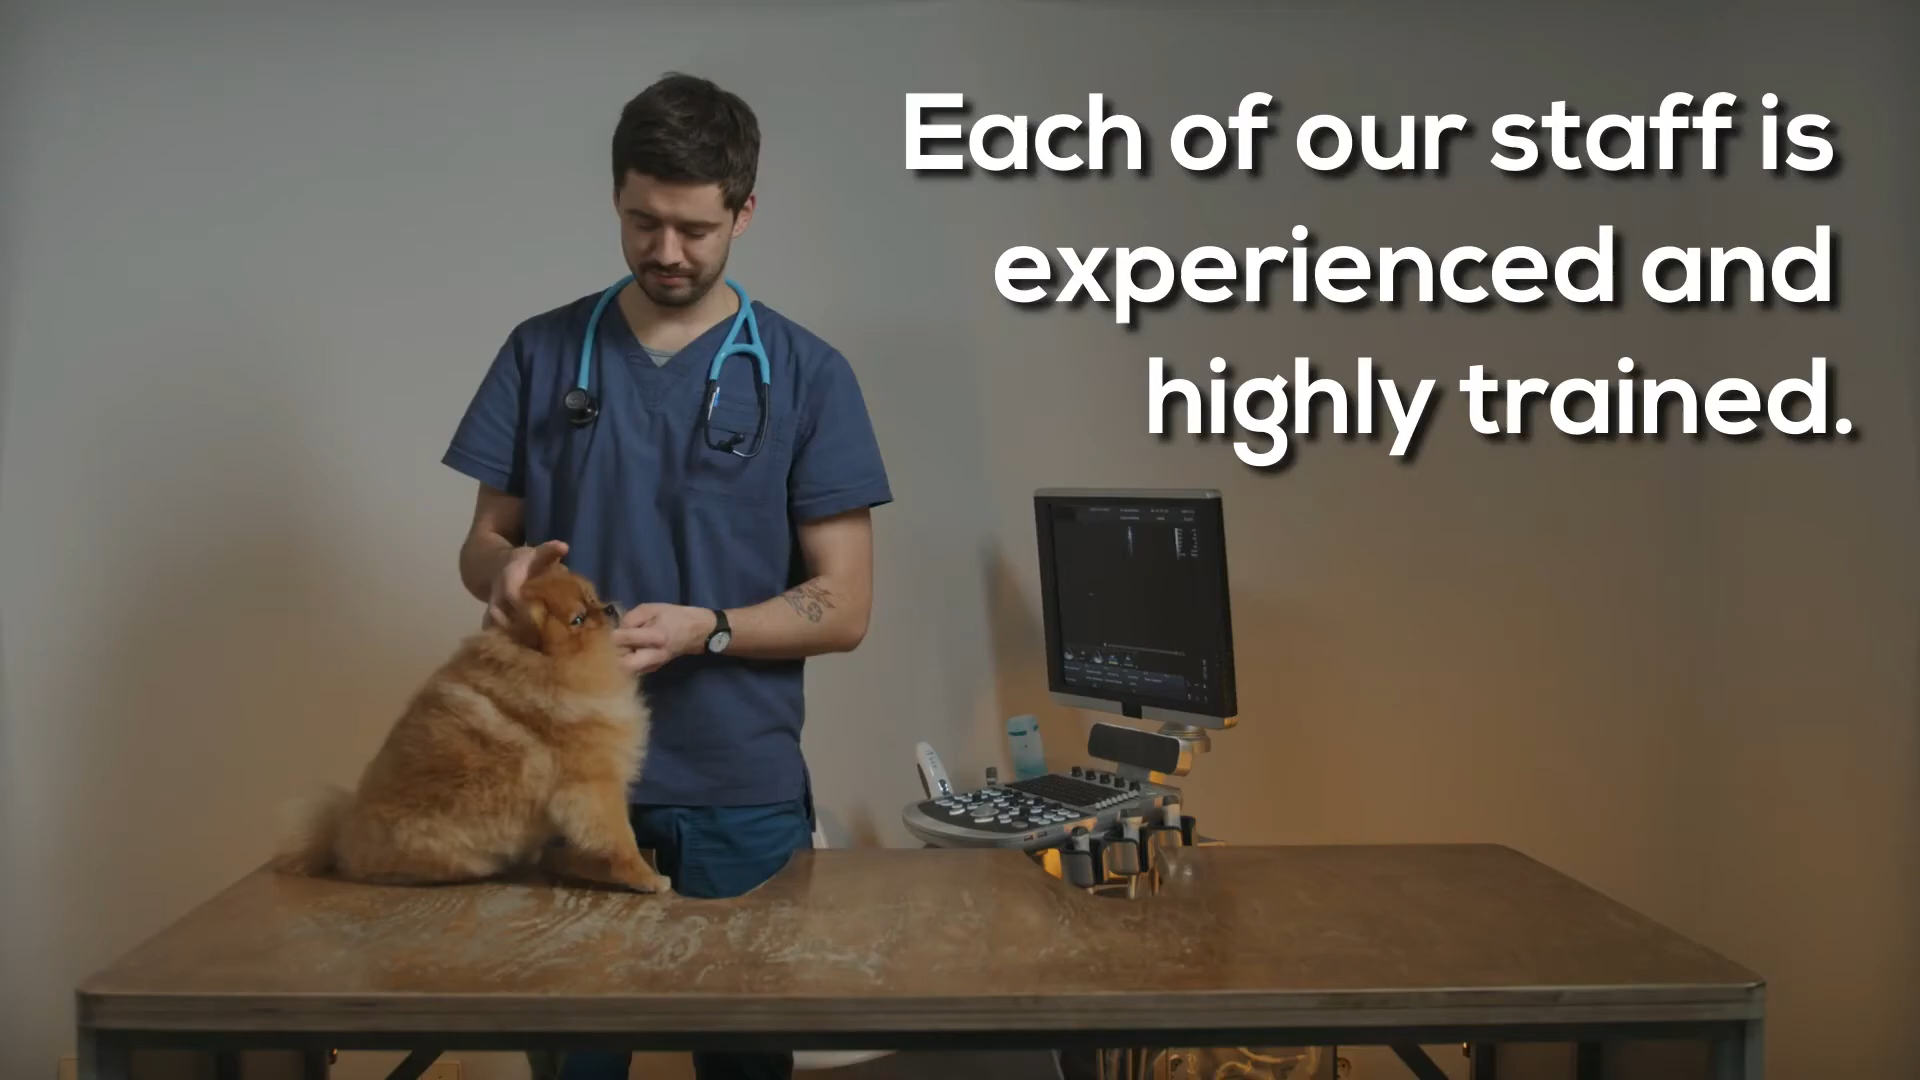 Each of our staff is
experienced and
highly trained.